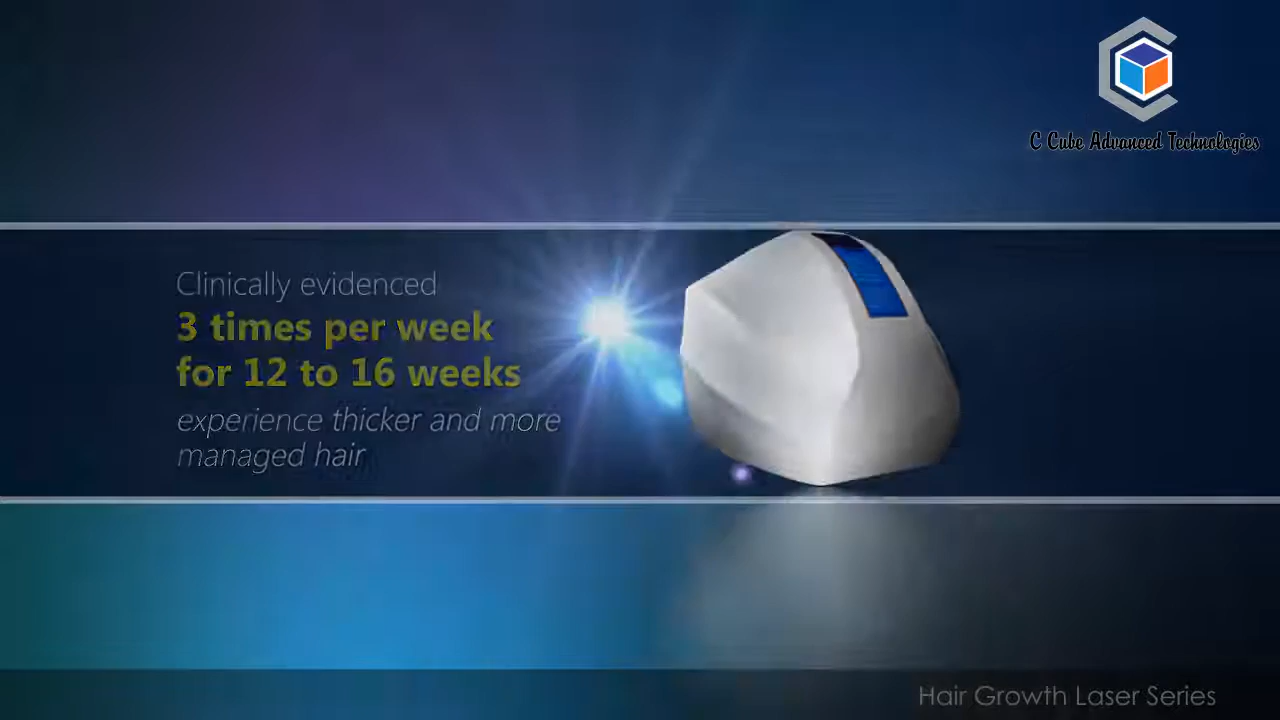 C Cube Advanced Technologies
Clinically evidenced
3 times per week
for 12 to 16 weeks
experience thicker and more
managed hair
Hair Growth Laser Series